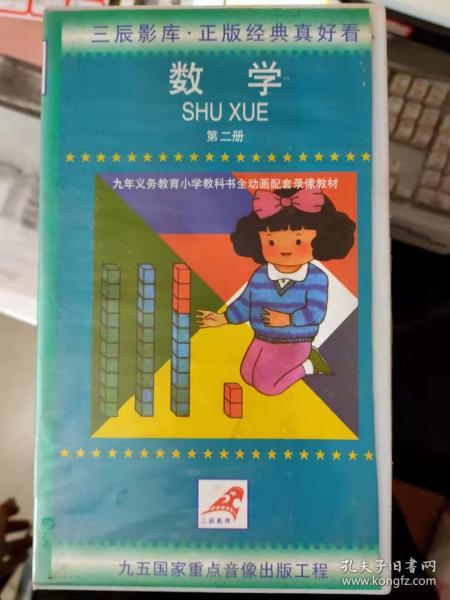 三辰影库·正版经典真好看
数学
SHU XUE
第二册
九年义务教育小学教科书全动画配套录像教材
三辰影库
九五国家重点音像出版工程
孔夫子旧书网
www.kongfz.com